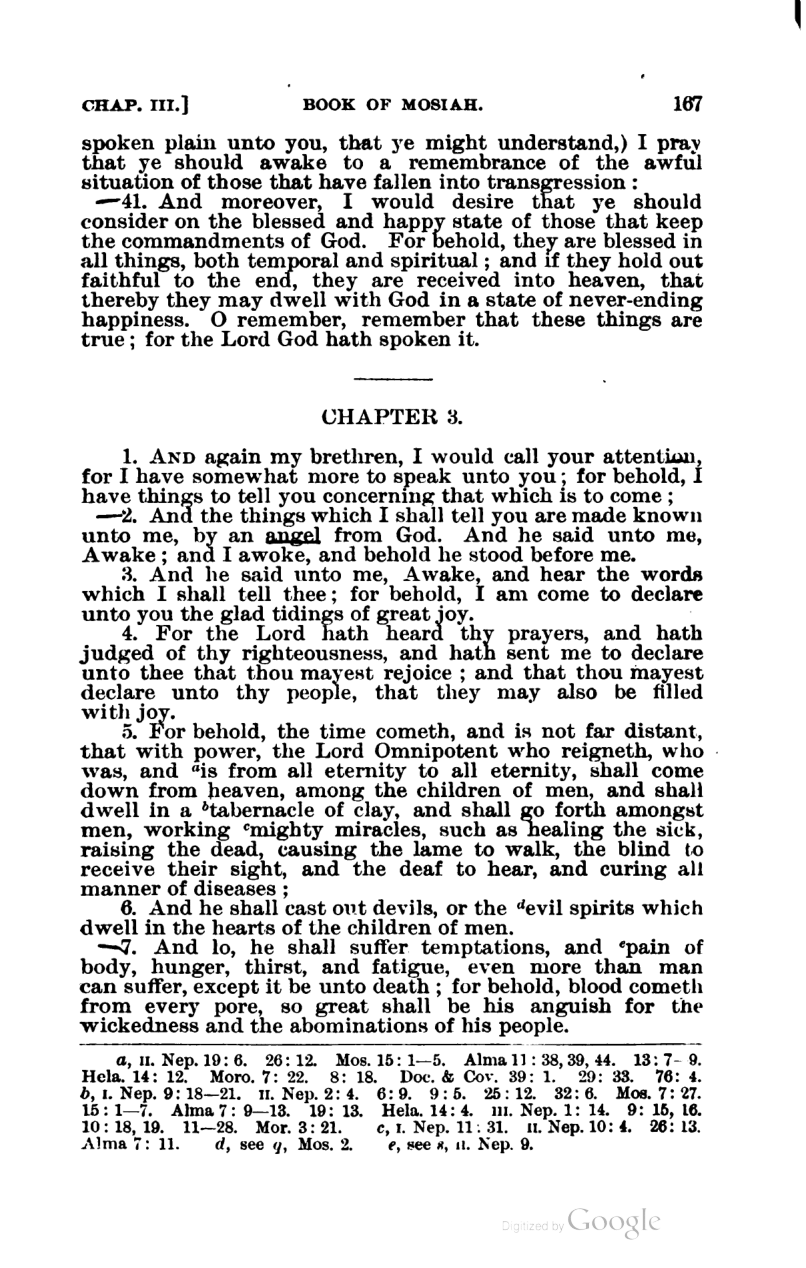 CHAP. III.] BOOK OF MOSIAH. 167
spoken plain unto you, that ye might understand,) I pray
that ye should awake to a remembrance of the awful
situation of those that have fallen into transgression :
—41. And moreover, I would desire that ye should
consider on the blessed and happy state of those that keep
the commandments of God. For behold, they are blessed in
all things, both temporal and spiritual ; and if they hold out
faithful to the end, they are received into heaven, that
thereby they may dwell with God in a state of never-ending
happiness. O remember, remember that these things are
true ; for the Lord God hath spoken it.
CHAPTER 3.
1. AND again my brethren, I would call your attention,
for I have somewhat more to speak unto you ; for behold, I
have things to tell you concerning that which is to come ;
—2. And the things which I shall tell you are made known
unto me, by an angel from God. And he said unto me,
Awake ; and I awoke, and behold he stood before me.
3. And he said unto me, Awake, and hear the words
which I shall tell thee ; for behold, I am come to declare
unto you the glad tidings of great joy.
4. For the Lord hath heard thy prayers, and hath
judged of thy righteousness, and hath sent me to declare
unto thee that thou mayest rejoice ; and that thou mayest
declare unto thy people, that they may also be filled
with joy.
5. For behold, the time cometh, and is not far distant,
that with power, the Lord Omnipotent who reigneth, who
was, and ᵃis from all eternity to all eternity, shall come
down from heaven, among the children of men, and shall
dwell in a ᵇtabernacle of clay, and shall go forth amongst
men, working ᶜmighty miracles, such as healing the sick,
raising the dead, causing the lame to walk, the blind to
receive their sight, and the deaf to hear, and curing all
manner of diseases ;
6. And he shall cast out devils, or the ᵈevil spirits which
dwell in the hearts of the children of men.
—7. And lo, he shall suffer temptations, and ᵉpain of
body, hunger, thirst, and fatigue, even more than man
can suffer, except it be unto death ; for behold, blood cometh
from every pore, so great shall be his anguish for the
wickedness and the abominations of his people.
a, II. Nep. 19: 6. 26: 12. Mos. 15: 1—5. Alma 11: 38, 39, 44. 13: 7-9.
Hela. 14: 12. Moro. 7: 22. 8: 18. Doc. & Cov. 39: 1. 29: 33. 76: 4.
b, I. Nep. 9: 18—21. II. Nep. 2: 4. 6: 9. 9: 5. 25: 12. 32: 6. Mos. 7: 27.
15: 1—7. Alma 7: 9—13. 19: 13. Hela. 14: 4. III. Nep. 1: 14. 9: 15, 16.
10: 18, 19. 11—28. Mor. 3: 21. c, I. Nep. 11: 31. II. Nep. 10: 4. 26: 13.
Alma 7: 11. d, see q, Mos. 2. e, see s, II. Nep. 9.
Digitized by Google